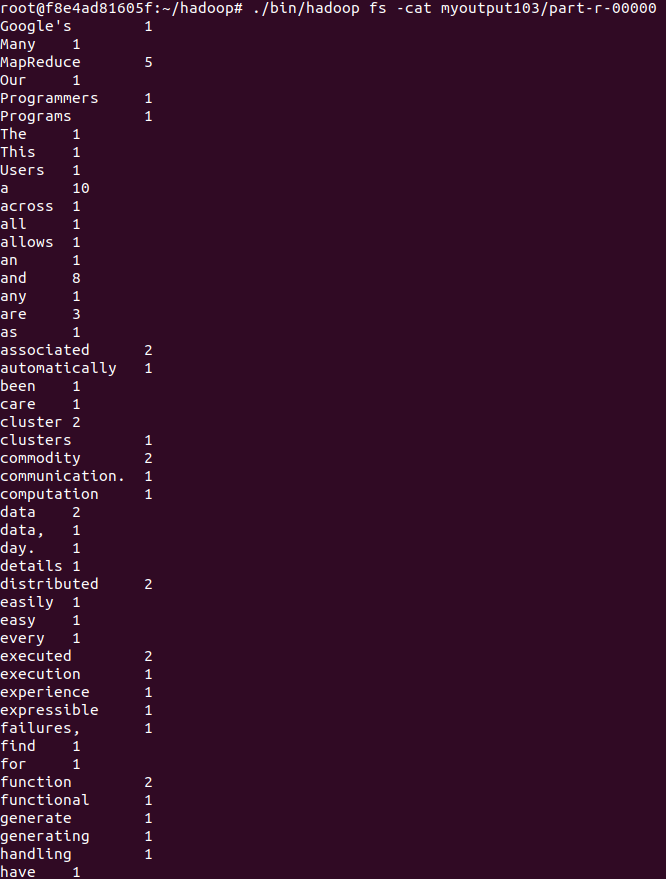 root@f8e4ad81605f:~/hadoop# ./bin/hadoop fs -cat myoutput103/part-r-00000
Google's	1
Many	1
MapReduce	5
Our	1
Programmers	1
Programs	1
The	1
This	1
Users	1
a	10
across	1
all	1
allows	1
an	1
and	8
any	1
are	3
as	1
associated	2
automatically	1
been	1
care	1
cluster	2
clusters	1
commodity	2
communication.	1
computation	1
data	2
data,	1
day.	1
details	1
distributed	2
easily	1
easy	1
every	1
executed	2
execution	1
experience	1
expressible	1
failures,	1
find	1
for	1
function	2
functional	1
generate	1
generating	1
handling	1
have	1